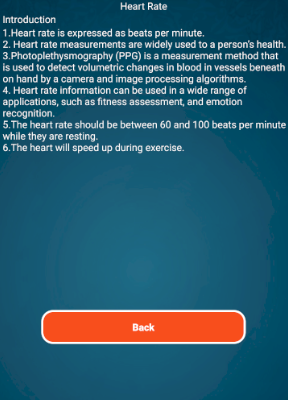 Heart Rate
Introduction
1.Heart rate is expressed as beats per minute.
2. Heart rate measurements are widely used to a person's health.
3.Photoplethysmography (PPG) is a measurement method that
is used to detect volumetric changes in blood in vessels beneath
on hand by a camera and image processing algorithms.
4. Heart rate information can be used in a wide range of
applications, such as fitness assessment, and emotion
recognition.
5.The heart rate should be between 60 and 100 beats per minute
while they are resting.
6.The heart will speed up during exercise.
Back